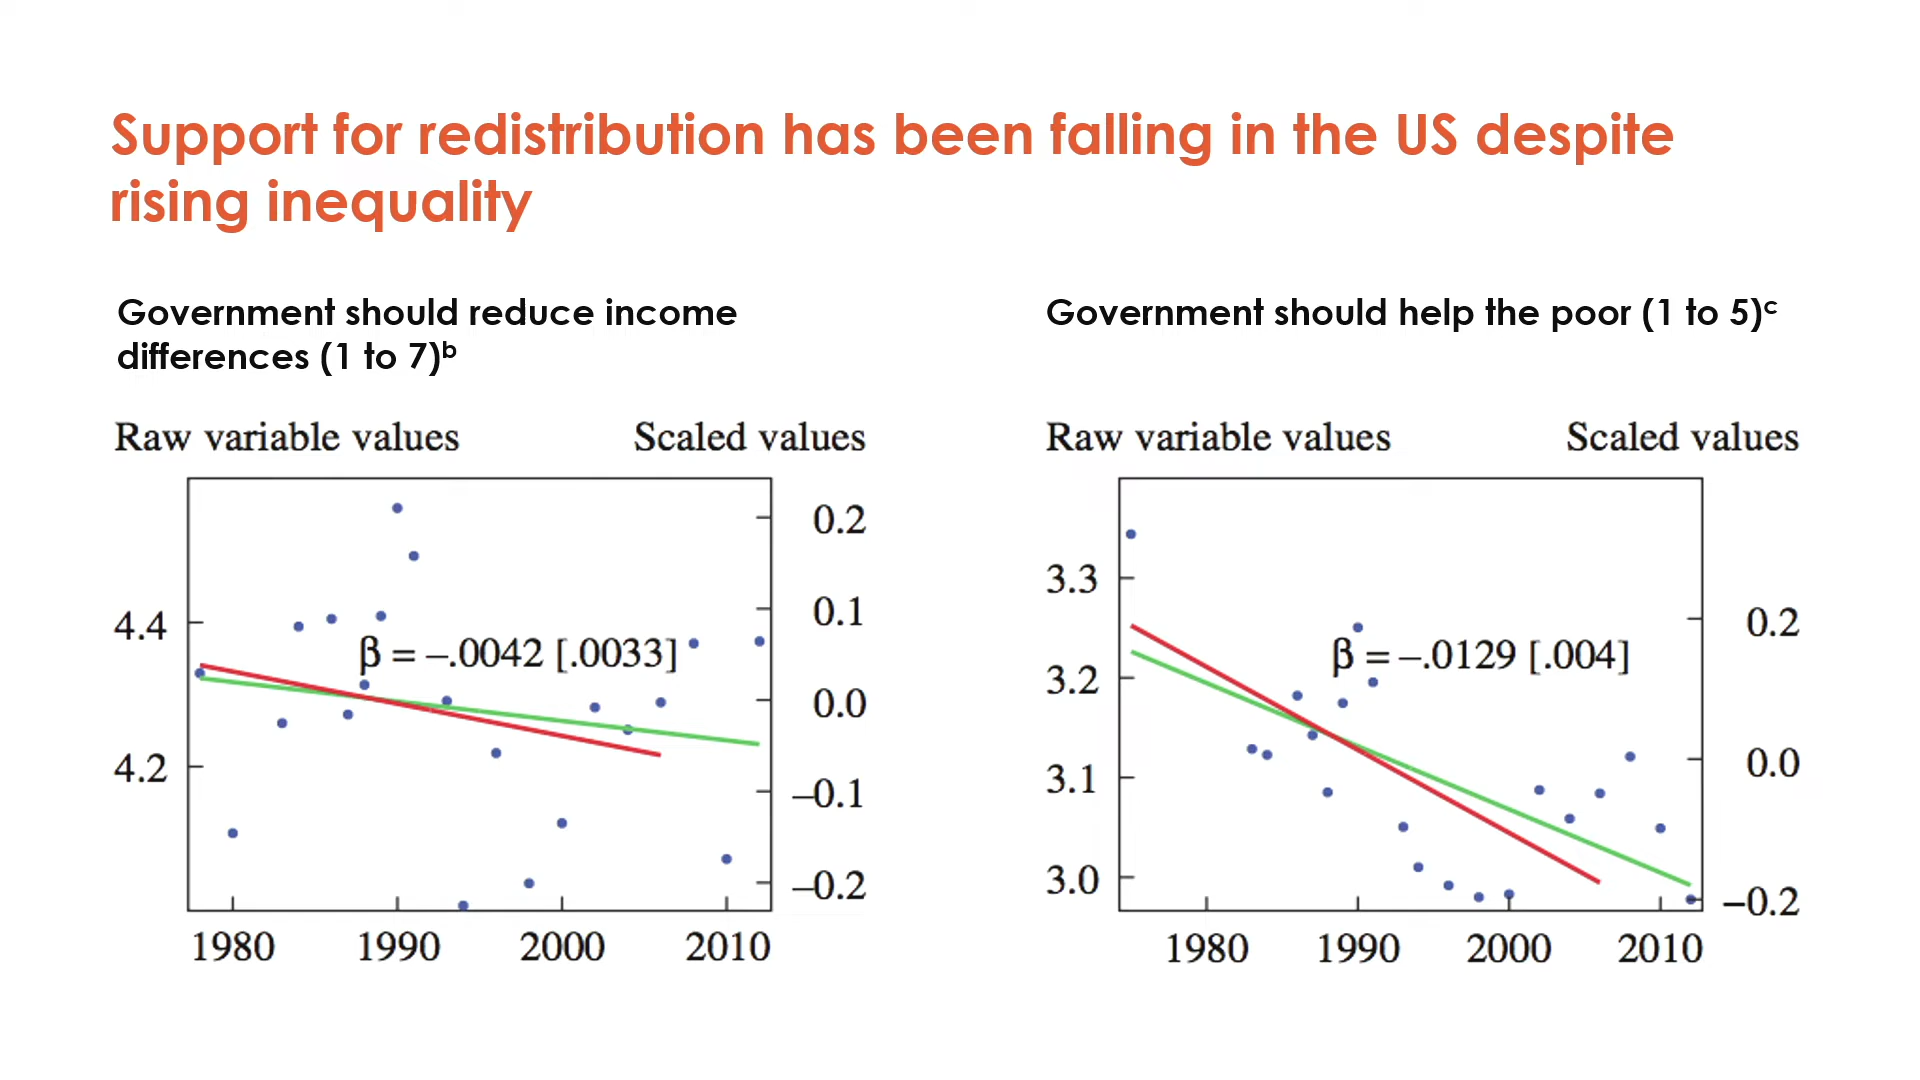 Support for redistribution has been falling in the US despite
rising inequality
Government should reduce income
differences (1 to 7)ᵇ
Raw variable values
Scaled values
4.4
4.2
0.2
0.1
0.0
–0.1
–0.2
β = –.0042 [.0033]
1980
1990
2000
2010
Government should help the poor (1 to 5)ᶜ
Raw variable values
Scaled values
3.3
3.2
3.1
3.0
0.2
0.0
–0.2
β = –.0129 [.004]
1980
1990
2000
2010